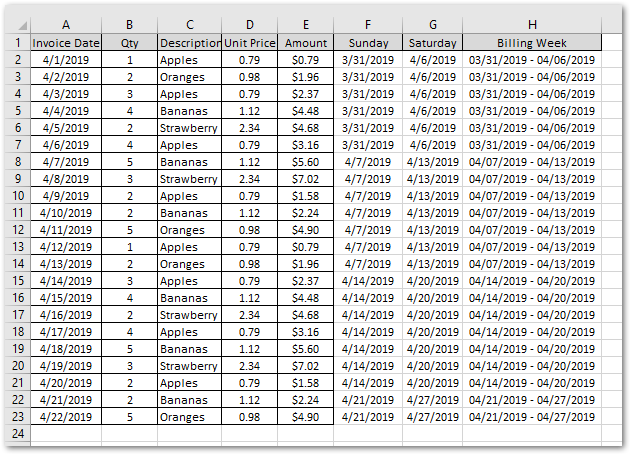 A B C D E F G H
1 Invoice Date Qty Description Unit Price Amount Sunday Saturday Billing Week
2 4/1/2019 1 Apples 0.79 $0.79 3/31/2019 4/6/2019 03/31/2019 - 04/06/2019
3 4/2/2019 2 Oranges 0.98 $1.96 3/31/2019 4/6/2019 03/31/2019 - 04/06/2019
4 4/3/2019 3 Apples 0.79 $2.37 3/31/2019 4/6/2019 03/31/2019 - 04/06/2019
5 4/4/2019 4 Bananas 1.12 $4.48 3/31/2019 4/6/2019 03/31/2019 - 04/06/2019
6 4/5/2019 2 Strawberry 2.34 $4.68 3/31/2019 4/6/2019 03/31/2019 - 04/06/2019
7 4/6/2019 4 Apples 0.79 $3.16 3/31/2019 4/6/2019 03/31/2019 - 04/06/2019
8 4/7/2019 5 Bananas 1.12 $5.60 4/7/2019 4/13/2019 04/07/2019 - 04/13/2019
9 4/8/2019 3 Strawberry 2.34 $7.02 4/7/2019 4/13/2019 04/07/2019 - 04/13/2019
10 4/9/2019 2 Apples 0.79 $1.58 4/7/2019 4/13/2019 04/07/2019 - 04/13/2019
11 4/10/2019 2 Bananas 1.12 $2.24 4/7/2019 4/13/2019 04/07/2019 - 04/13/2019
12 4/11/2019 5 Oranges 0.98 $4.90 4/7/2019 4/13/2019 04/07/2019 - 04/13/2019
13 4/12/2019 1 Apples 0.79 $0.79 4/7/2019 4/13/2019 04/07/2019 - 04/13/2019
14 4/13/2019 2 Oranges 0.98 $1.96 4/7/2019 4/13/2019 04/07/2019 - 04/13/2019
15 4/14/2019 3 Apples 0.79 $2.37 4/14/2019 4/20/2019 04/14/2019 - 04/20/2019
16 4/15/2019 4 Bananas 1.12 $4.48 4/14/2019 4/20/2019 04/14/2019 - 04/20/2019
17 4/16/2019 2 Strawberry 2.34 $4.68 4/14/2019 4/20/2019 04/14/2019 - 04/20/2019
18 4/17/2019 4 Apples 0.79 $3.16 4/14/2019 4/20/2019 04/14/2019 - 04/20/2019
19 4/18/2019 5 Bananas 1.12 $5.60 4/14/2019 4/20/2019 04/14/2019 - 04/20/2019
20 4/19/2019 3 Strawberry 2.34 $7.02 4/14/2019 4/20/2019 04/14/2019 - 04/20/2019
21 4/20/2019 2 Apples 0.79 $1.58 4/14/2019 4/20/2019 04/14/2019 - 04/20/2019
22 4/21/2019 2 Bananas 1.12 $2.24 4/21/2019 4/27/2019 04/21/2019 - 04/27/2019
23 4/22/2019 5 Oranges 0.98 $4.90 4/21/2019 4/27/2019 04/21/2019 - 04/27/2019
24